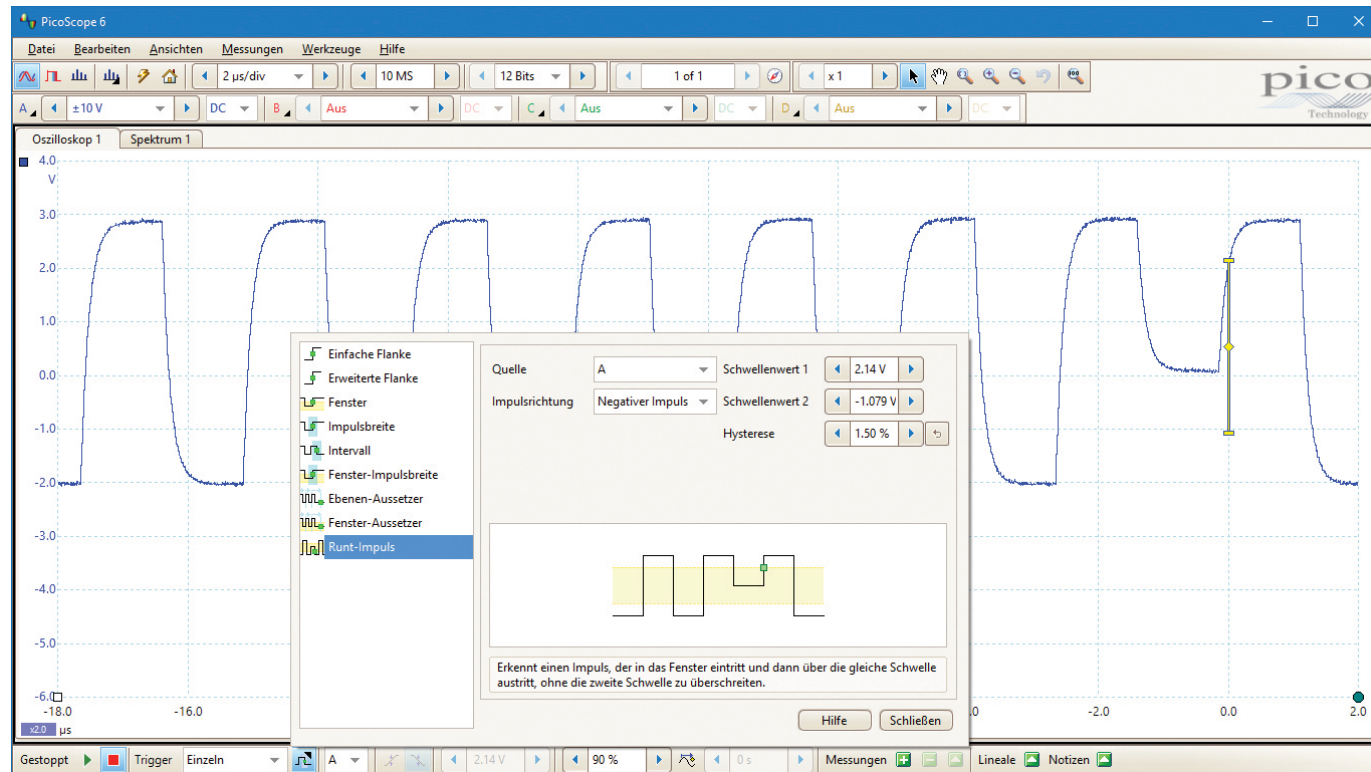 PicoScope 6
Datei Bearbeiten Ansichten Messungen Werkzeuge Hilfe
2 µs/div 10 MS 12 Bits 1 of 1 x 1
pico
Technology
A ±10 V DC B Aus DC C Aus DC D Aus DC
Oszilloskop 1 Spektrum 1
4.0
V
3.0
2.0
1.0
0.0
-1.0
-2.0
-3.0
-4.0
-5.0
-6.0
Einfache Flanke
Erweiterte Flanke
Fenster
Impulsbreite
Intervall
Fenster-Impulsbreite
Ebenen-Aussetzer
Fenster-Aussetzer
Runt-Impuls
Quelle A Schwellenwert 1 2.14 V
Impulsrichtung Negativer Impuls Schwellenwert 2 -1.079 V
Hysterese 1.50 %
Erkennt einen Impuls, der in das Fenster eintritt und dann über die gleiche Schwelle
austritt, ohne die zweite Schwelle zu überschreiten.
Hilfe Schließen
-18.0 -16.0 .0 -2.0 0.0 2.0
x2.0 µs
Gestoppt Trigger Einzeln A 2.14 V 90 % 0 s Messungen Lineale Notizen